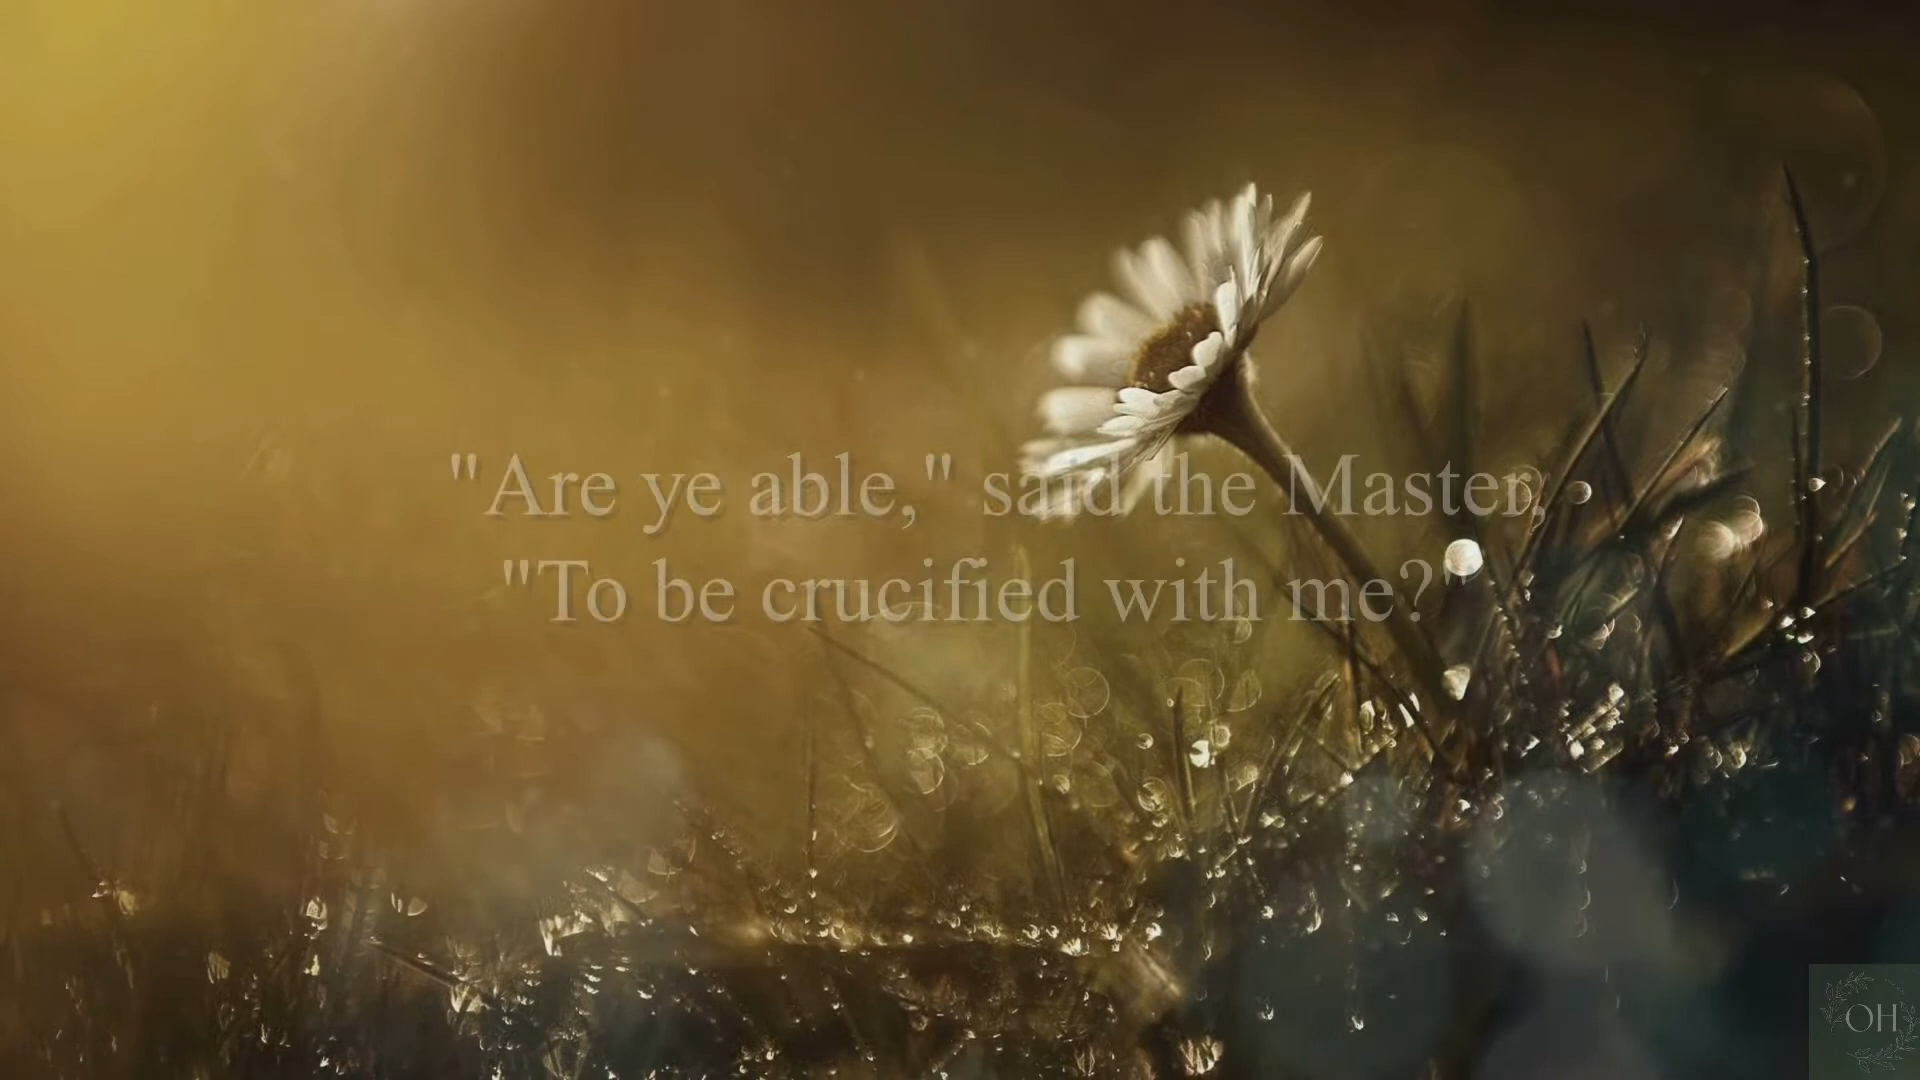 "Are ye able," said the Master,
"To be crucified with me?"
OH